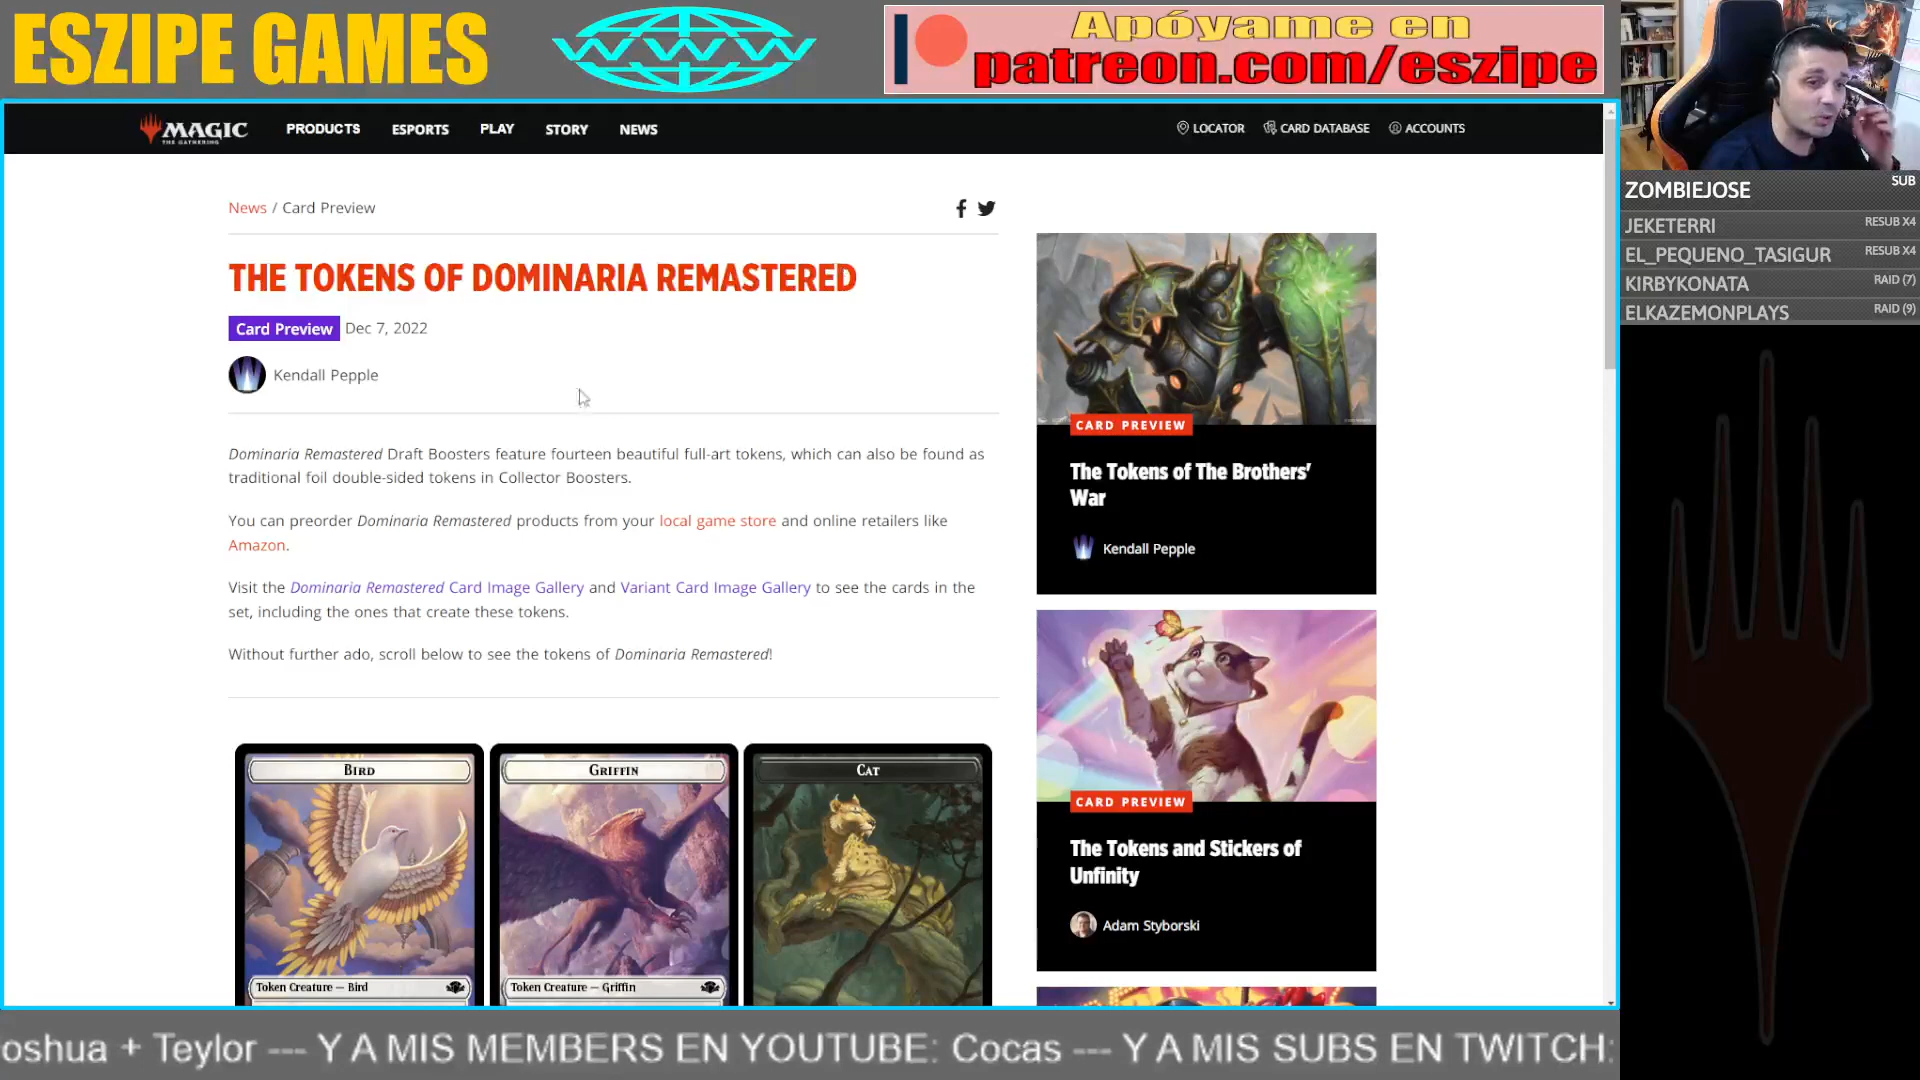 ESZIPE GAMES
WWW
Apóyame en
patreon.com/eszipe
MAGIC
THE GATHERING
PRODUCTS
ESPORTS
PLAY
STORY
NEWS
LOCATOR
CARD DATABASE
ACCOUNTS
ZOMBIEJOSE SUB
JEKETERRI RESUB X4
EL_PEQUENO_TASIGUR RESUB X4
KIRBYKONATA RAID (7)
ELKAZEMONPLAYS RAID (9)
News / Card Preview
THE TOKENS OF DOMINARIA REMASTERED
Card Preview Dec 7, 2022
Kendall Pepple
Dominaria Remastered Draft Boosters feature fourteen beautiful full-art tokens, which can also be found as
traditional foil double-sided tokens in Collector Boosters.
You can preorder Dominaria Remastered products from your local game store and online retailers like
Amazon.
Visit the Dominaria Remastered Card Image Gallery and Variant Card Image Gallery to see the cards in the
set, including the ones that create these tokens.
Without further ado, scroll below to see the tokens of Dominaria Remastered!
BIRD
Token Creature — Bird
GRIFFIN
Token Creature — Griffin
CAT
CARD PREVIEW
The Tokens of The Brothers'
War
Kendall Pepple
CARD PREVIEW
The Tokens and Stickers of
Unfinity
Adam Styborski
oshua + Teylor --- Y A MIS MEMBERS EN YOUTUBE: Cocas --- Y A MIS SUBS EN TWITCH: